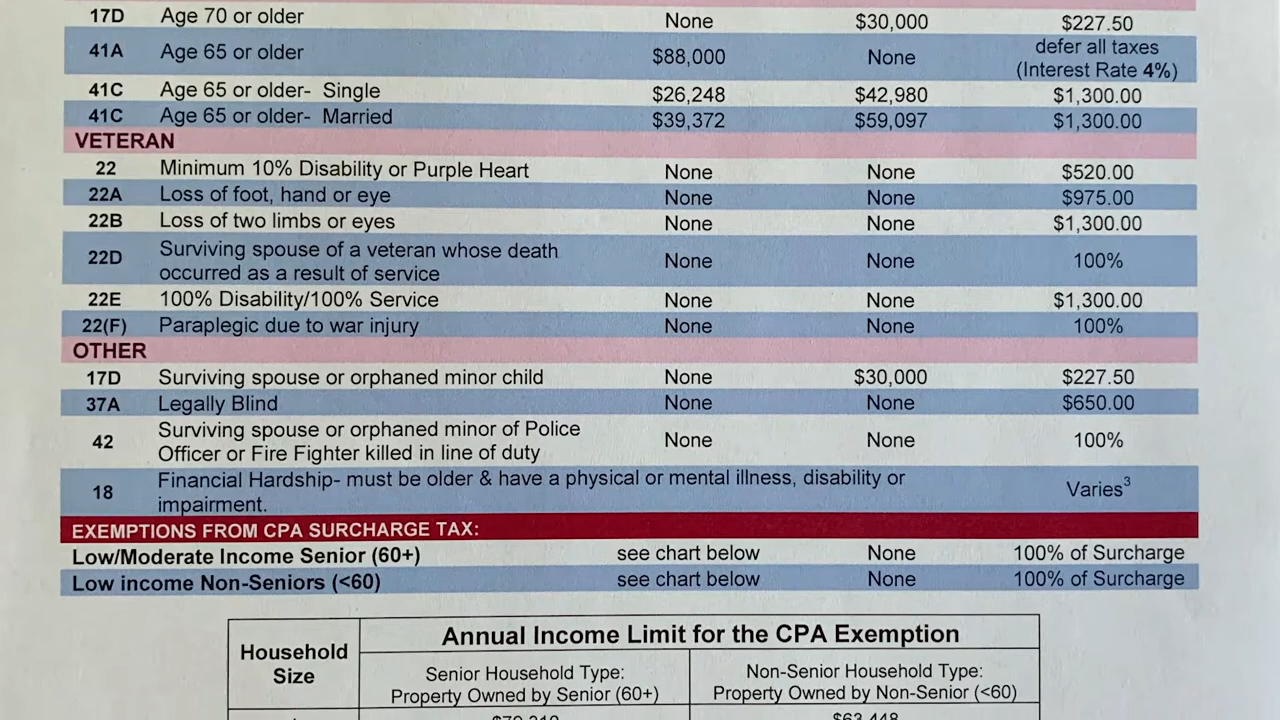 17D Age 70 or older None $30,000 $227.50
41A Age 65 or older $88,000 None defer all taxes
(Interest Rate 4%)
41C Age 65 or older- Single $26,248 $42,980 $1,300.00
41C Age 65 or older- Married $39,372 $59,097 $1,300.00
VETERAN
22 Minimum 10% Disability or Purple Heart None None $520.00
22A Loss of foot, hand or eye None None $975.00
22B Loss of two limbs or eyes None None $1,300.00
22D Surviving spouse of a veteran whose death
occurred as a result of service None None 100%
22E 100% Disability/100% Service None None $1,300.00
22(F) Paraplegic due to war injury None None 100%
OTHER
17D Surviving spouse or orphaned minor child None $30,000 $227.50
37A Legally Blind None None $650.00
42 Surviving spouse or orphaned minor of Police
Officer or Fire Fighter killed in line of duty None None 100%
18 Financial Hardship- must be older & have a physical or mental illness, disability or
impairment. Varies3
EXEMPTIONS FROM CPA SURCHARGE TAX:
Low/Moderate Income Senior (60+) see chart below None 100% of Surcharge
Low income Non-Seniors (<60) see chart below None 100% of Surcharge
Household
Size
Annual Income Limit for the CPA Exemption
Senior Household Type:
Property Owned by Senior (60+)
Non-Senior Household Type:
Property Owned by Non-Senior (<60)
$63,448